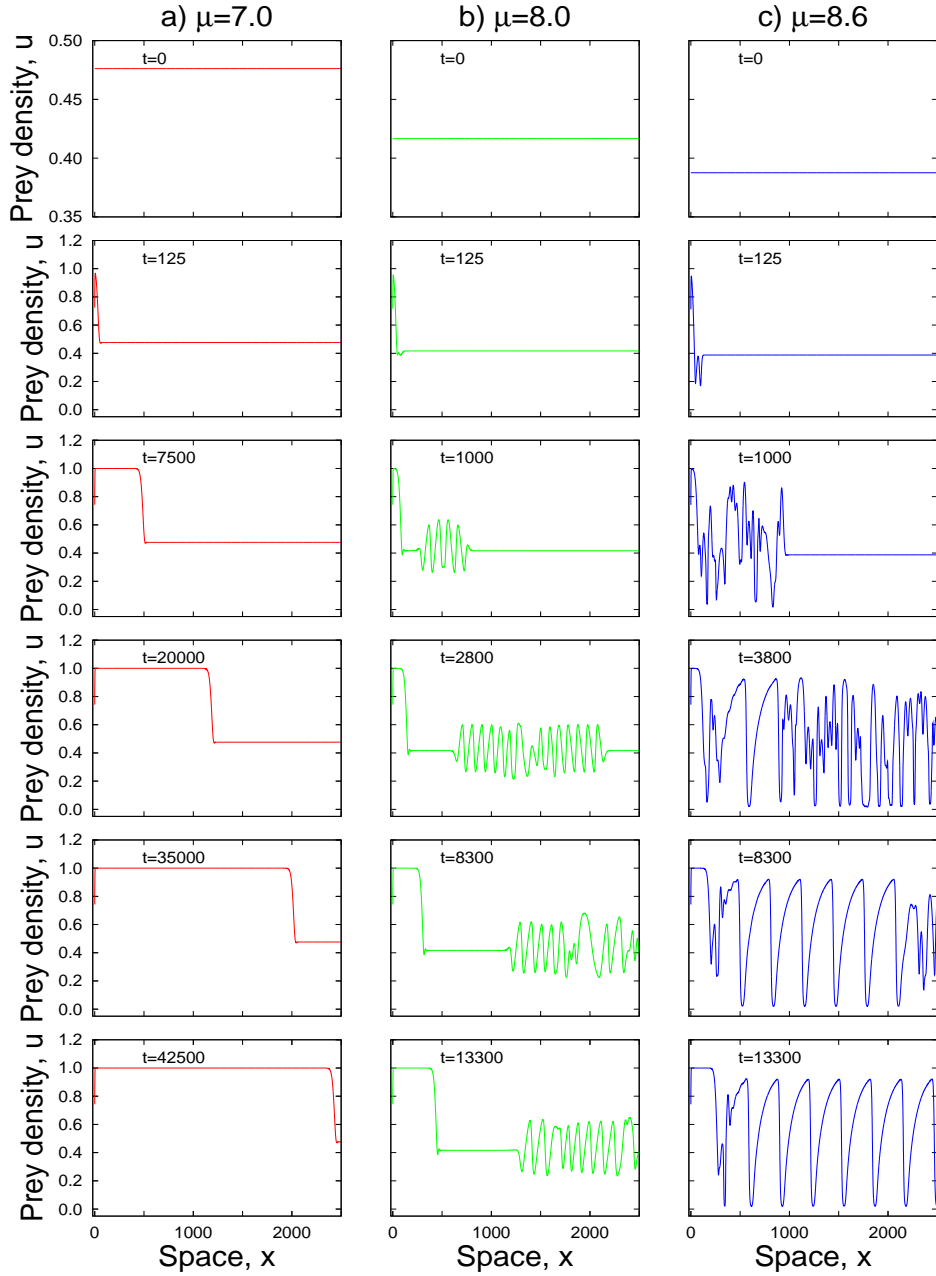 a) μ=7.0
b) μ=8.0
c) μ=8.6
Prey density, u
0.50
0.45
0.40
0.35
t=0
t=0
t=0
Prey density, u
1.2
1.0
0.8
0.6
0.4
0.2
0.0
t=125
t=125
t=125
Prey density, u
1.2
1.0
0.8
0.6
0.4
0.2
0.0
t=7500
t=1000
t=1000
Prey density, u
1.2
1.0
0.8
0.6
0.4
0.2
0.0
t=20000
t=2800
t=3800
Prey density, u
1.2
1.0
0.8
0.6
0.4
0.2
0.0
t=35000
t=8300
t=8300
Prey density, u
1.2
1.0
0.8
0.6
0.4
0.2
0.0
t=42500
t=13300
t=13300
0 1000 2000
0 1000 2000
0 1000 2000
Space, x
Space, x
Space, x